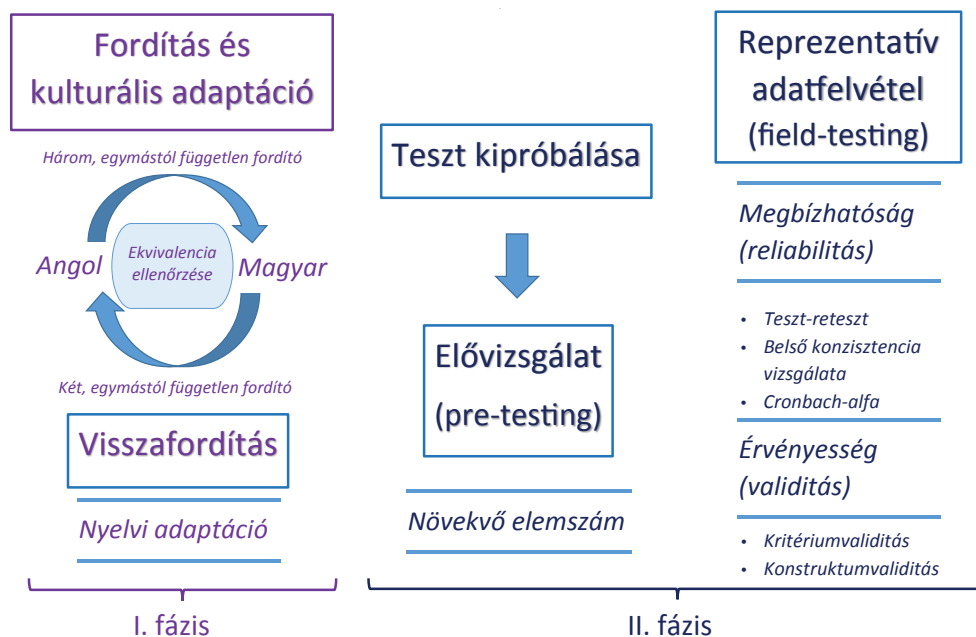 Fordítás és
kulturális adaptáció
Három, egymástól független fordító
Angol
Ekvivalencia
ellenőrzése
Magyar
Két, egymástól független fordító
Visszafordítás
Nyelvi adaptáció
I. fázis
Teszt kipróbálása
Elővizsgálat
(pre-testing)
Növekvő elemszám
Reprezentatív
adatfelvétel
(field-testing)
Megbízhatóság
(reliabilitás)
• Teszt-reteszt
• Belső konzisztencia
vizsgálata
• Cronbach-alfa
Érvényesség
(validitás)
• Kritériumvaliditás
• Konstruktumvaliditás
II. fázis